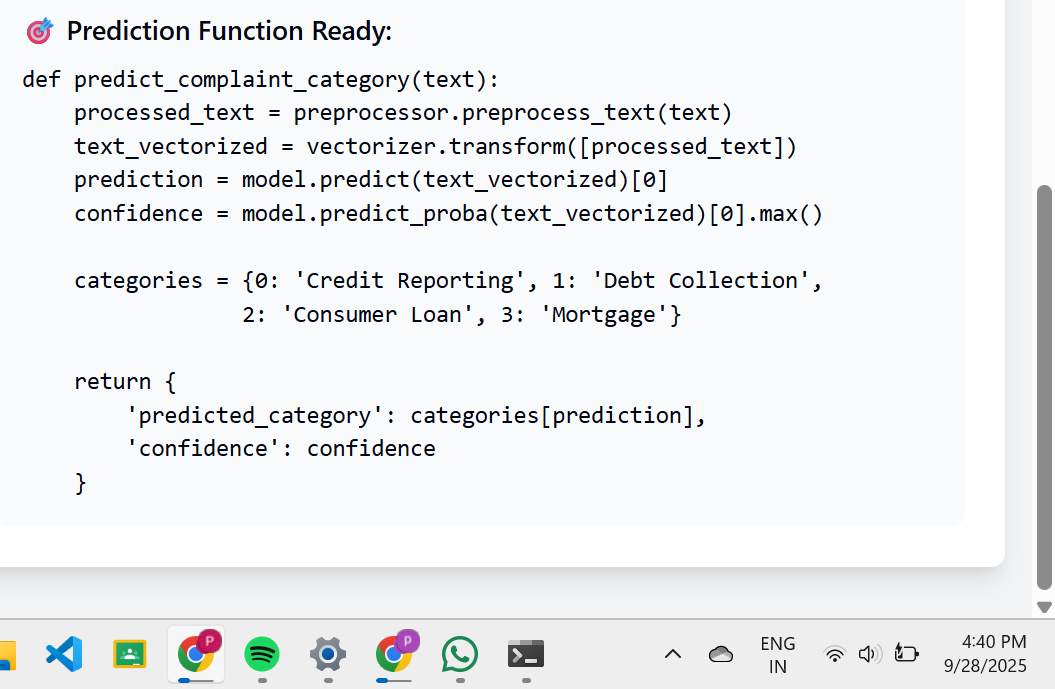 🎯 Prediction Function Ready:
def predict_complaint_category(text):
    processed_text = preprocessor.preprocess_text(text)
    text_vectorized = vectorizer.transform([processed_text])
    prediction = model.predict(text_vectorized)[0]
    confidence = model.predict_proba(text_vectorized)[0].max()

    categories = {0: 'Credit Reporting', 1: 'Debt Collection',
                 2: 'Consumer Loan', 3: 'Mortgage'}

    return {
        'predicted_category': categories[prediction],
        'confidence': confidence
    }
P
P
ENG
IN
4:40 PM
9/28/2025